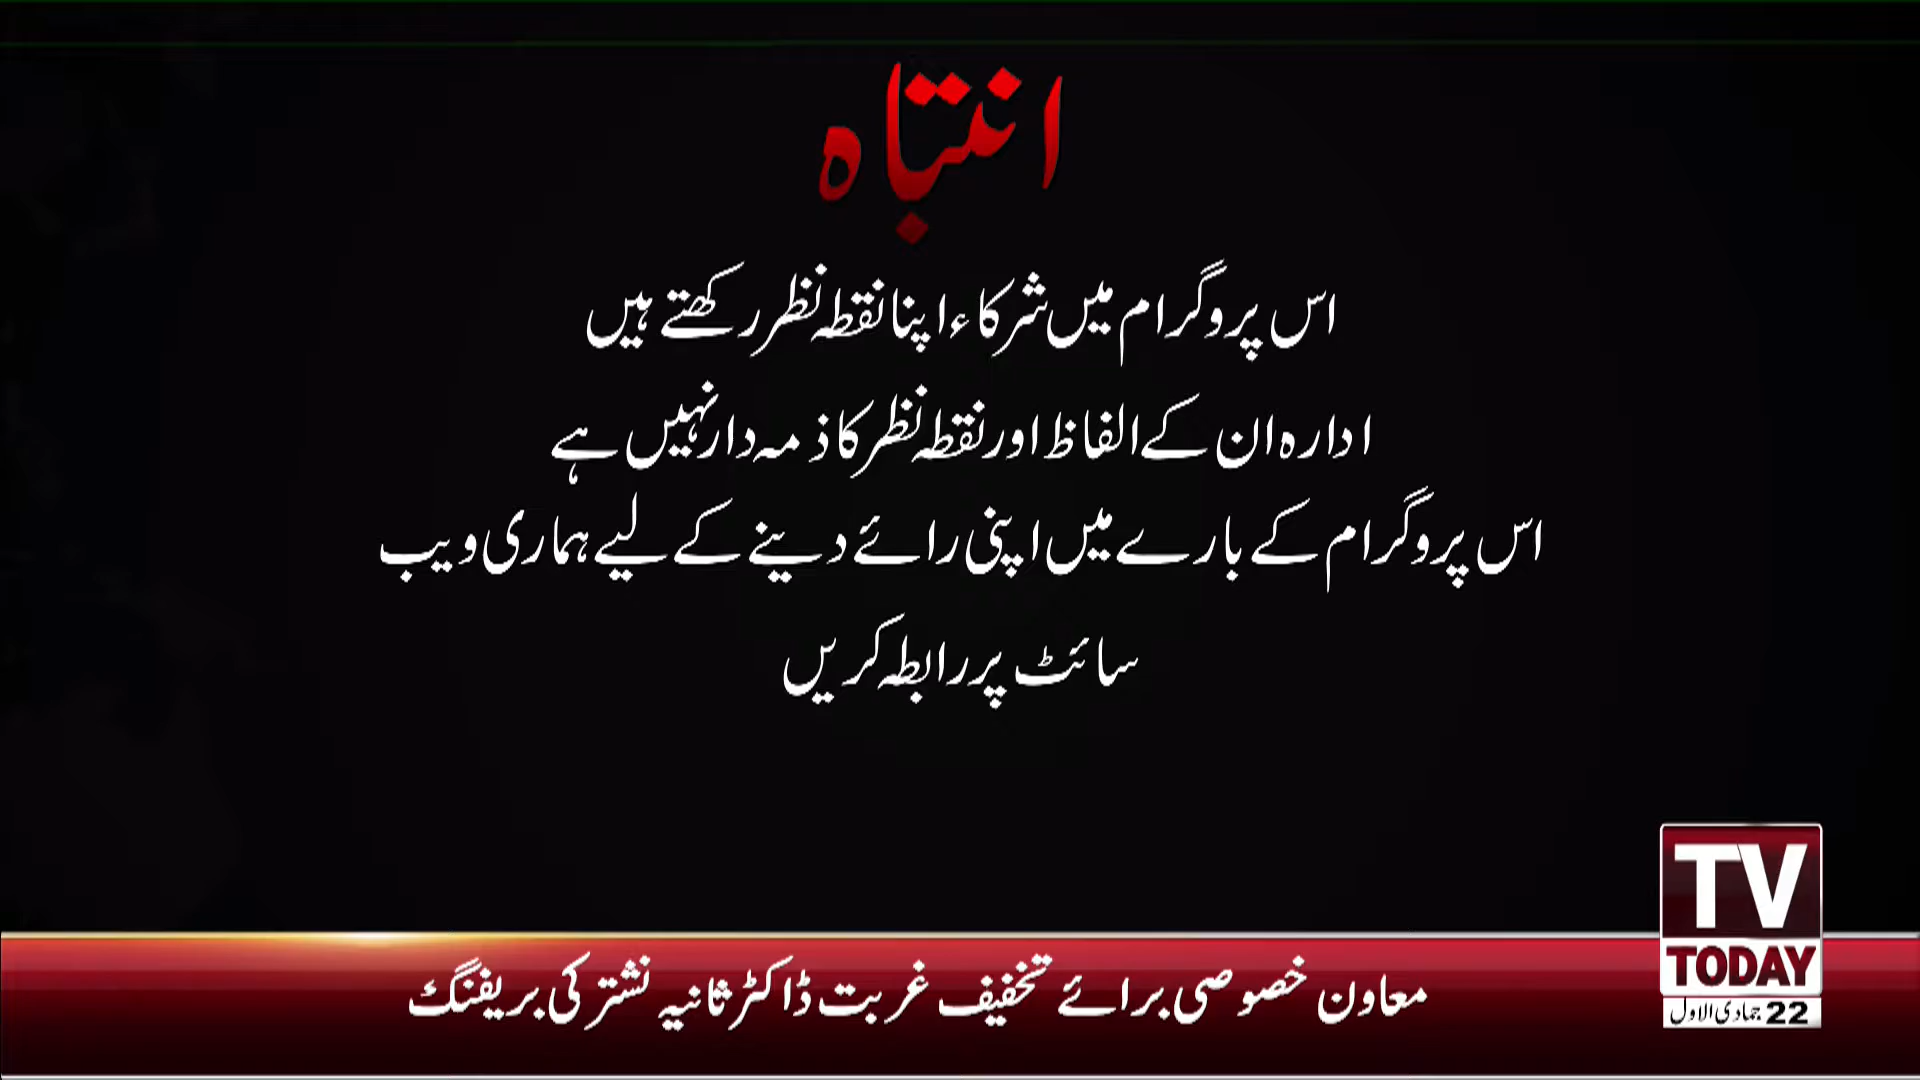 انتباہ
اس پروگرام میں شرکاء اپنا نقطہ نظر رکھتے ہیں
ادارہ ان کے الفاظ اور نقطہ نظر کا ذمہ دار نہیں ہے
اس پروگرام کے بارے میں اپنی رائے دینے کے لیے ہماری ویب
سائٹ پر رابطہ کریں
TV
TODAY
22 جمادی الاول
معاون خصوصی برائے تخفیف غربت ڈاکٹر ثانیہ نشتر کی بریفنگ